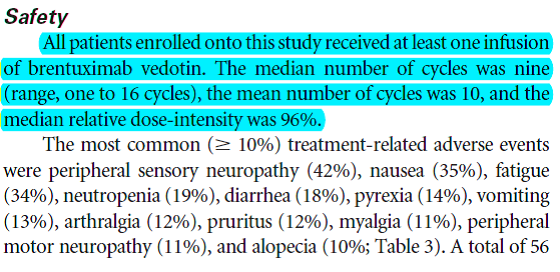 Safety
All patients enrolled onto this study received at least one infusion
of brentuximab vedotin. The median number of cycles was nine
(range, one to 16 cycles), the mean number of cycles was 10, and the
median relative dose-intensity was 96%.
The most common (≥ 10%) treatment-related adverse events
were peripheral sensory neuropathy (42%), nausea (35%), fatigue
(34%), neutropenia (19%), diarrhea (18%), pyrexia (14%), vomiting
(13%), arthralgia (12%), pruritus (12%), myalgia (11%), peripheral
motor neuropathy (11%), and alopecia (10%; Table 3). A total of 56